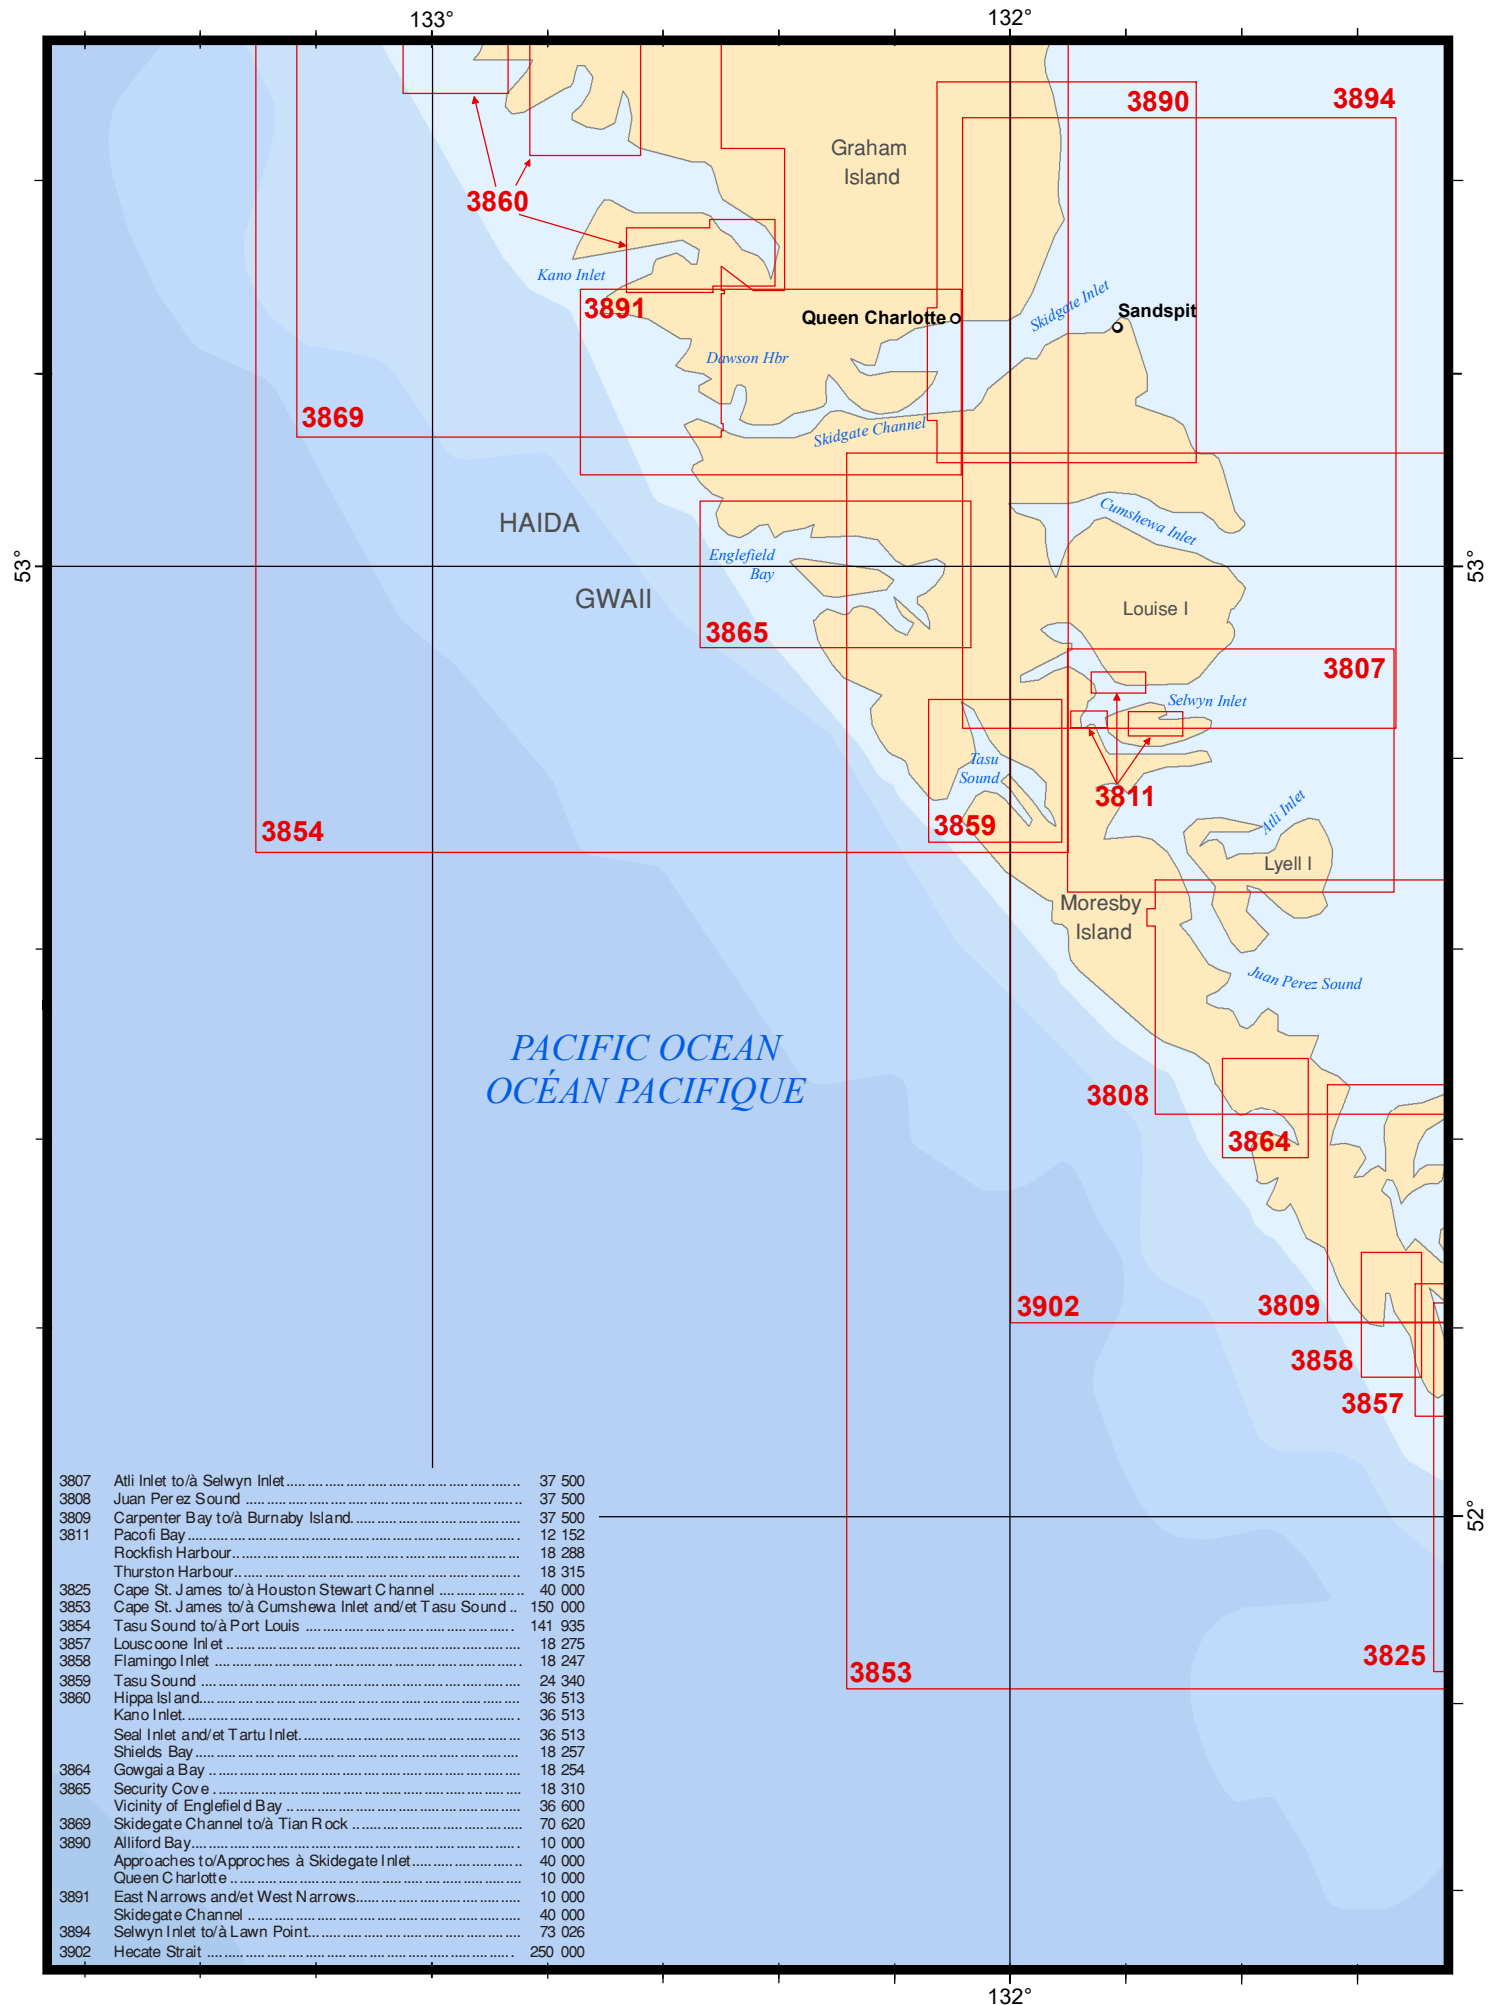 133°
132°
3890
3894
Graham
Island
3860
Kano Inlet
3891
Skidgate Inlet
Queen Charlotte
Sandspit
Dawson Hbr
3869
Skidgate Channel
HAIDA
Cumshewa Inlet
Englefield
Bay
53°
53°
GWAII
Louise I
3865
3807
Selwyn Inlet
Tasu
Sound
3811
3854
3859
Atli Inlet
Lyell I
Moresby
Island
Juan Perez Sound
PACIFIC OCEAN
OCÉAN PACIFIQUE
3808
3864
3902
3809
3858
3857
52°
3825
3853
3807 Atli Inlet to/à Selwyn Inlet 37 500
3808 Juan Perez Sound 37 500
3809 Carpenter Bay to/à Burnaby Island 37 500
3811 Pacofi Bay 12 152
Rockfish Harbour 18 288
Thurston Harbour 18 315
3825 Cape St. James to/à Houston Stewart Channel 40 000
3853 Cape St. James to/à Cumshewa Inlet and/et Tasu Sound 150 000
3854 Tasu Sound to/à Port Louis 141 935
3857 Louscoone Inlet 18 275
3858 Flamingo Inlet 18 247
3859 Tasu Sound 24 340
3860 Hippa Island 36 513
Kano Inlet 36 513
Seal Inlet and/et Tartu Inlet 36 513
Shields Bay 18 257
3864 Gowgaia Bay 18 254
3865 Security Cove 18 310
Vicinity of Englefield Bay 36 600
3869 Skidegate Channel to/à Tian Rock 70 620
3890 Alliford Bay 10 000
Approaches to/Approches à Skidegate Inlet 40 000
Queen Charlotte 10 000
3891 East Narrows and/et West Narrows 10 000
Skidegate Channel 40 000
3894 Selwyn Inlet to/à Lawn Point 73 026
3902 Hecate Strait 250 000
132°